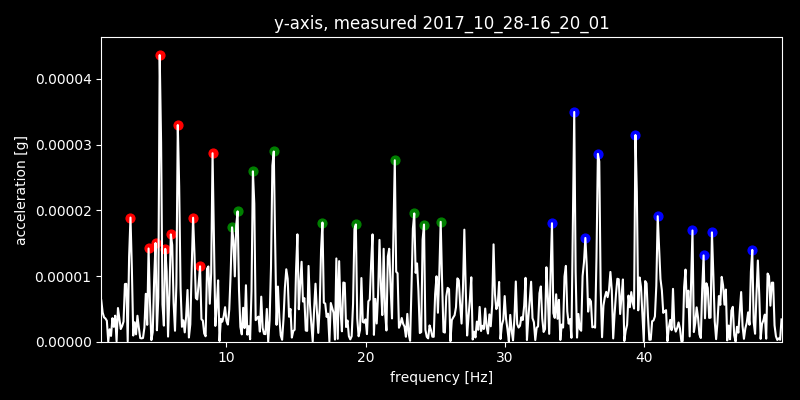 y-axis, measured 2017_10_28-16_20_01
acceleration [g]
0.00004
0.00003
0.00002
0.00001
0.00000
10 20 30 40
frequency [Hz]